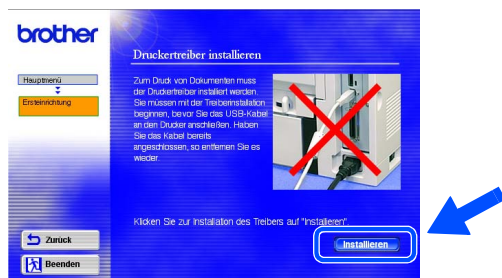 brother
Druckertreiber installieren
Hauptmenü
Ersteinrichtung
Zum Druck von Dokumenten muss
der Druckertreiber installiert werden.
Sie müssen mit der Treiberinstallation
beginnen, bevor Sie das USB-Kabel
an den Drucker anschließen. Haben
Sie das Kabel bereits
angeschlossen, so entfernen Sie es
wieder.
Klicken Sie zur Installation des Treibers auf "Installieren".
Installieren
Zurück
Beenden